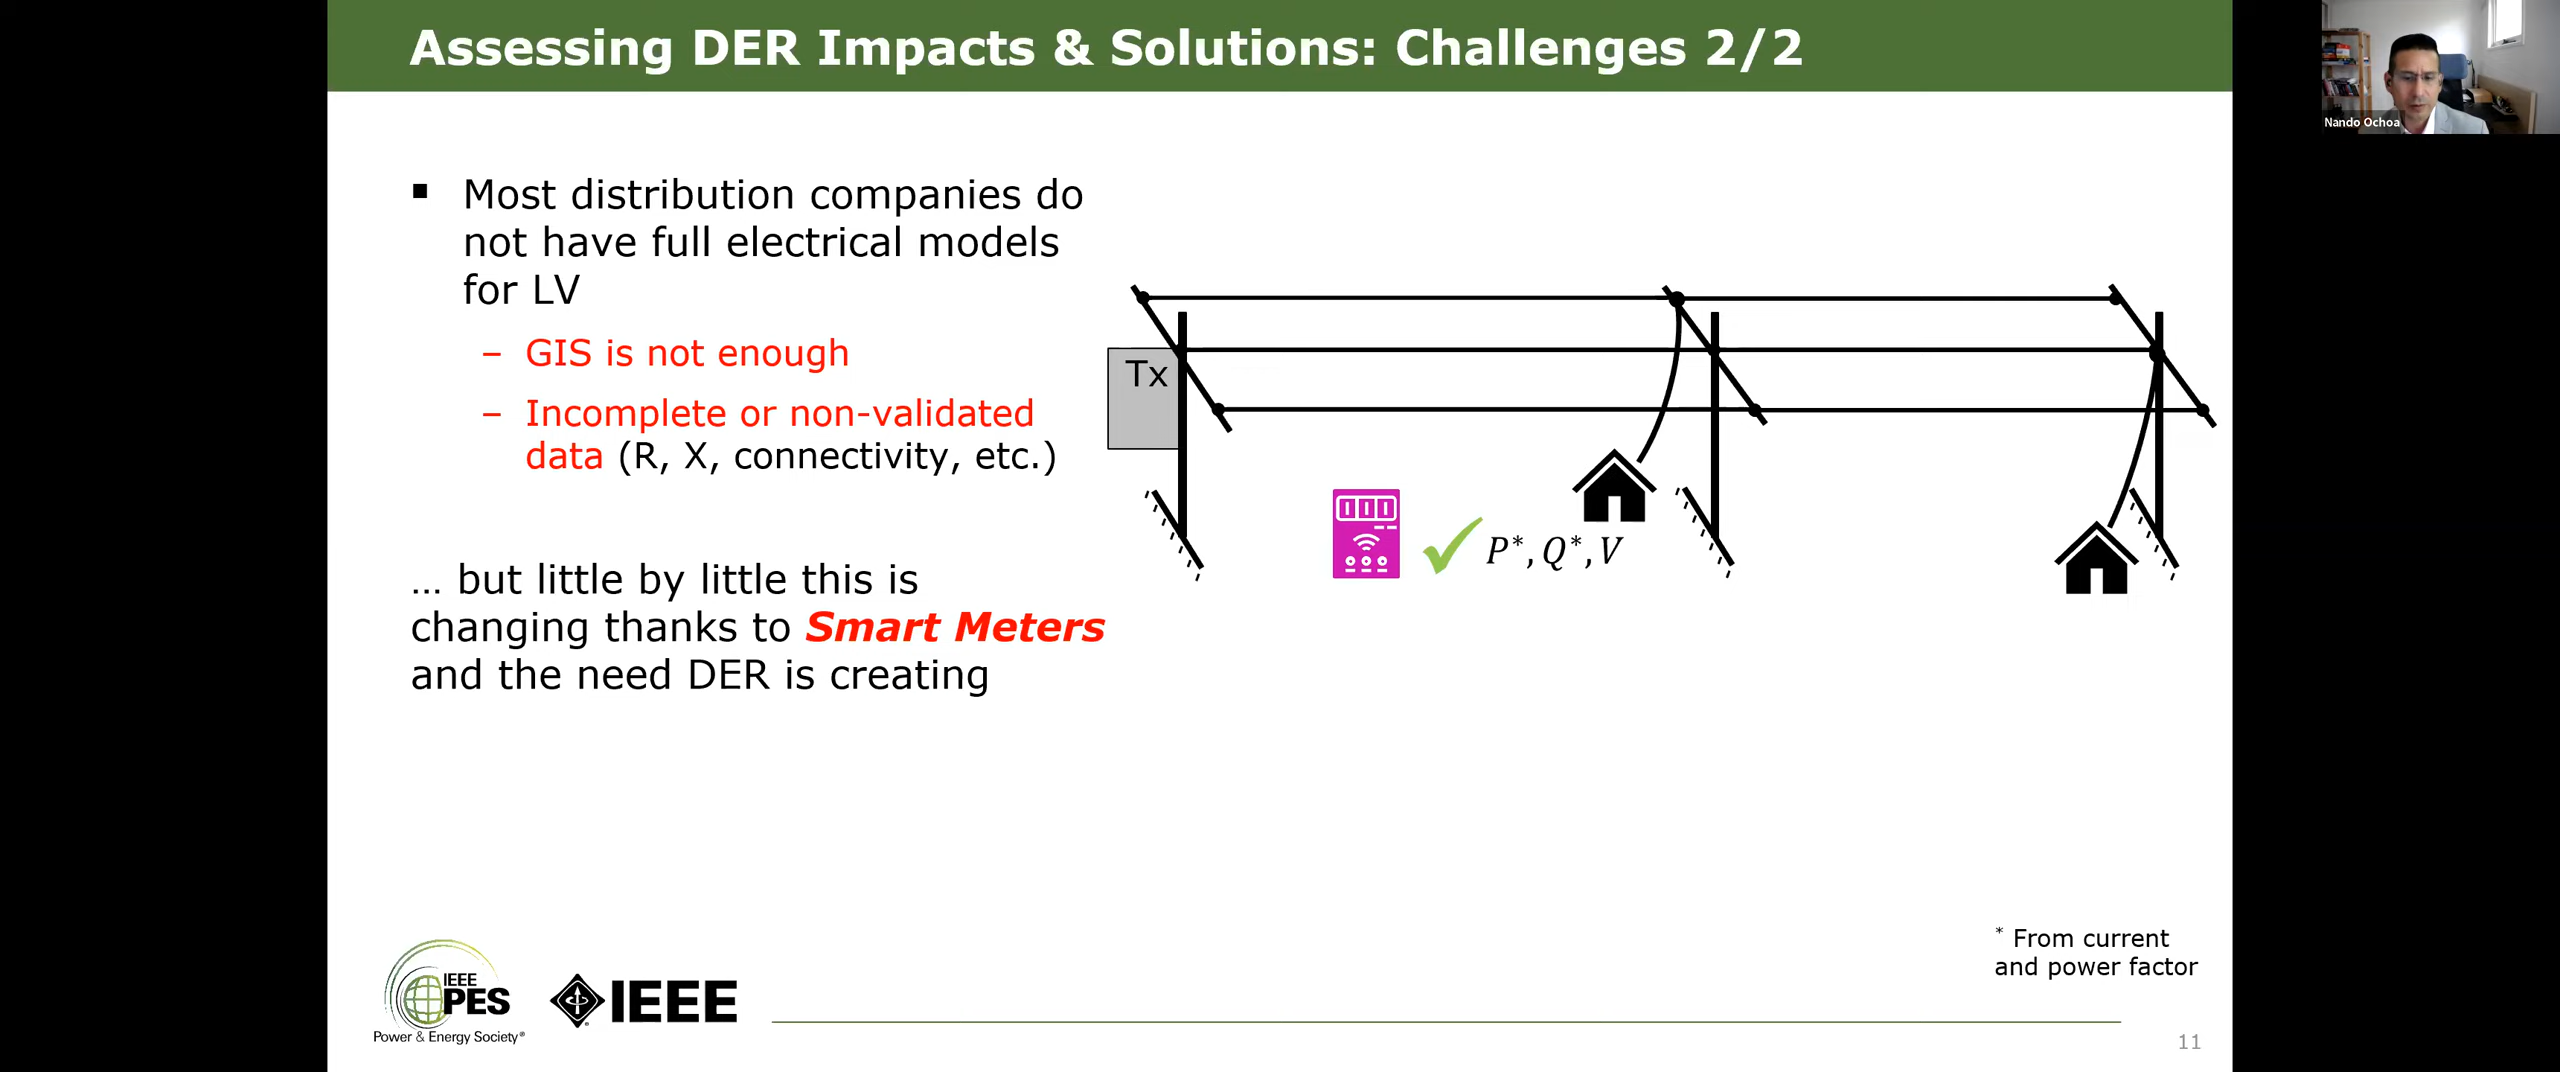 Assessing DER Impacts & Solutions: Challenges 2/2
Nando Ochoa
▪ Most distribution companies do
not have full electrical models
for LV
– GIS is not enough
– Incomplete or non-validated
data (R, X, connectivity, etc.)
… but little by little this is
changing thanks to Smart Meters
and the need DER is creating
Tx
P*, Q*, V
* From current
and power factor
IEEE
PES
Power & Energy Society®
IEEE
11